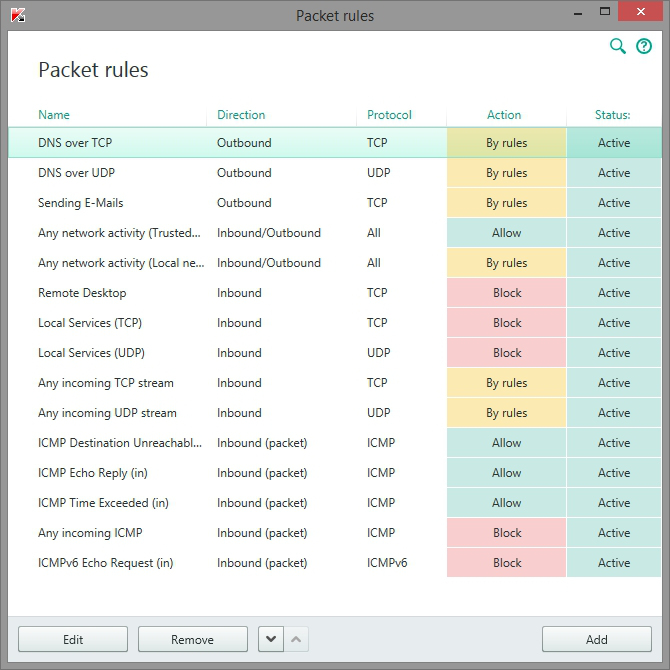 Packet rules
Packet rules
Name Direction Protocol Action Status:
DNS over TCP Outbound TCP By rules Active
DNS over UDP Outbound UDP By rules Active
Sending E-Mails Outbound TCP By rules Active
Any network activity (Trusted... Inbound/Outbound All Allow Active
Any network activity (Local ne... Inbound/Outbound All By rules Active
Remote Desktop Inbound TCP Block Active
Local Services (TCP) Inbound TCP Block Active
Local Services (UDP) Inbound UDP Block Active
Any incoming TCP stream Inbound TCP By rules Active
Any incoming UDP stream Inbound UDP By rules Active
ICMP Destination Unreachabl... Inbound (packet) ICMP Allow Active
ICMP Echo Reply (in) Inbound (packet) ICMP Allow Active
ICMP Time Exceeded (in) Inbound (packet) ICMP Allow Active
Any incoming ICMP Inbound (packet) ICMP Block Active
ICMPv6 Echo Request (in) Inbound (packet) ICMPv6 Block Active
Edit Remove Add